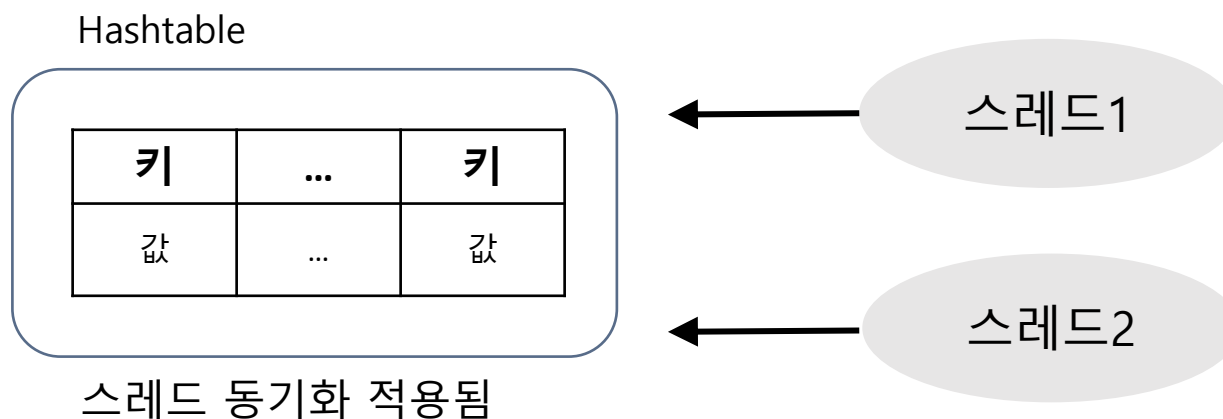 Hashtable
키 ... 키
값 ... 값
스레드 동기화 적용됨
스레드1
스레드2